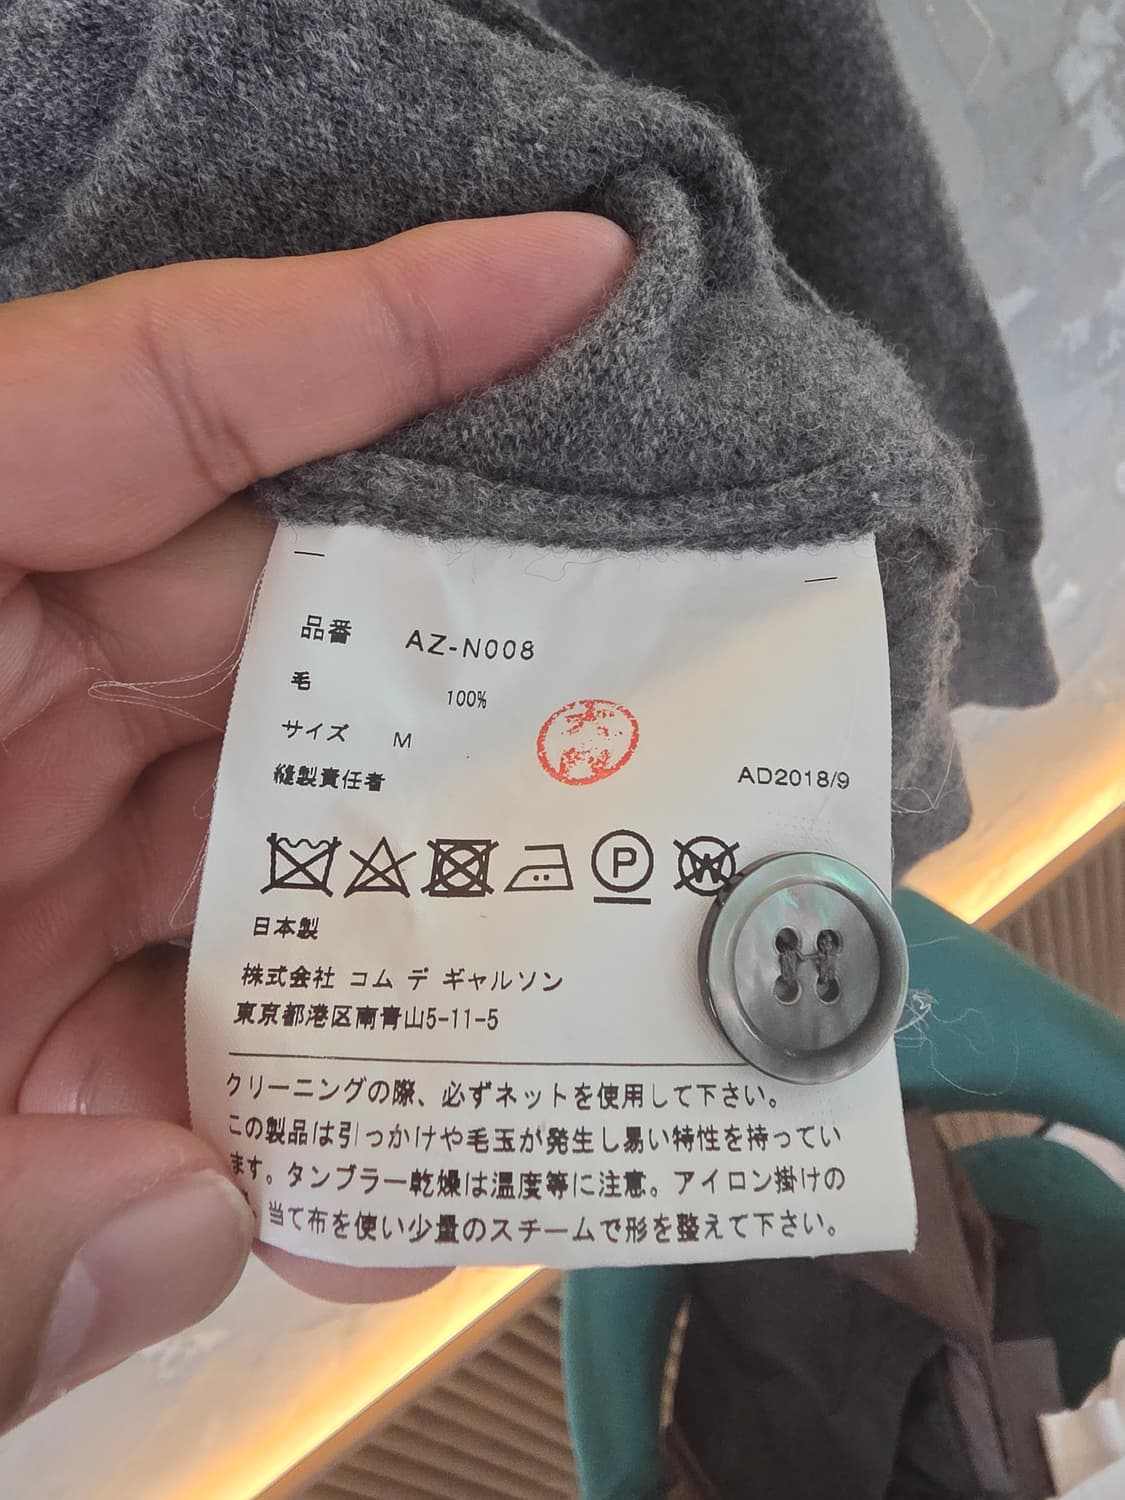 品番 AZ-N008
毛 100%
サイズ M
縫製責任者
AD2018/9
P W
日本製
株式会社 コム デ ギャルソン
東京都港区南青山5-11-5
クリーニングの際、必ずネットを使用して下さい。
この製品は引っかけや毛玉が発生し易い特性を持ってい
ます。タンブラー乾燥は温度等に注意。アイロン掛けの
当て布を使い少量のスチームで形を整えて下さい。